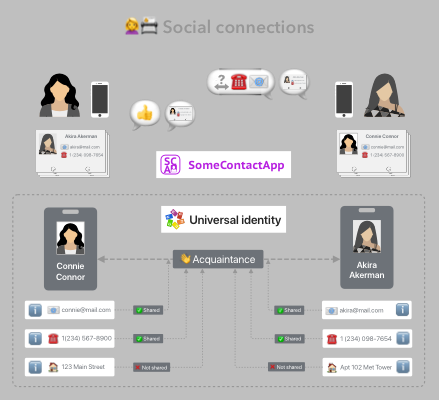 Social connections
Akira Akerman
akira@mail.com
1-(234)-098-7654
Connie Connor
connie@mail.com
1-(234)-567-8900
SCAN
SomeContactApp
Universal identity
Connie
Connor
Acquaintance
Akira
Akerman
connie@mail.com
Shared
Shared
akira@mail.com
1(234) 567-8900
Shared
Shared
1 (234) 098-7654
123 Main Street
Not shared
Not shared
Apt 102 Met Tower